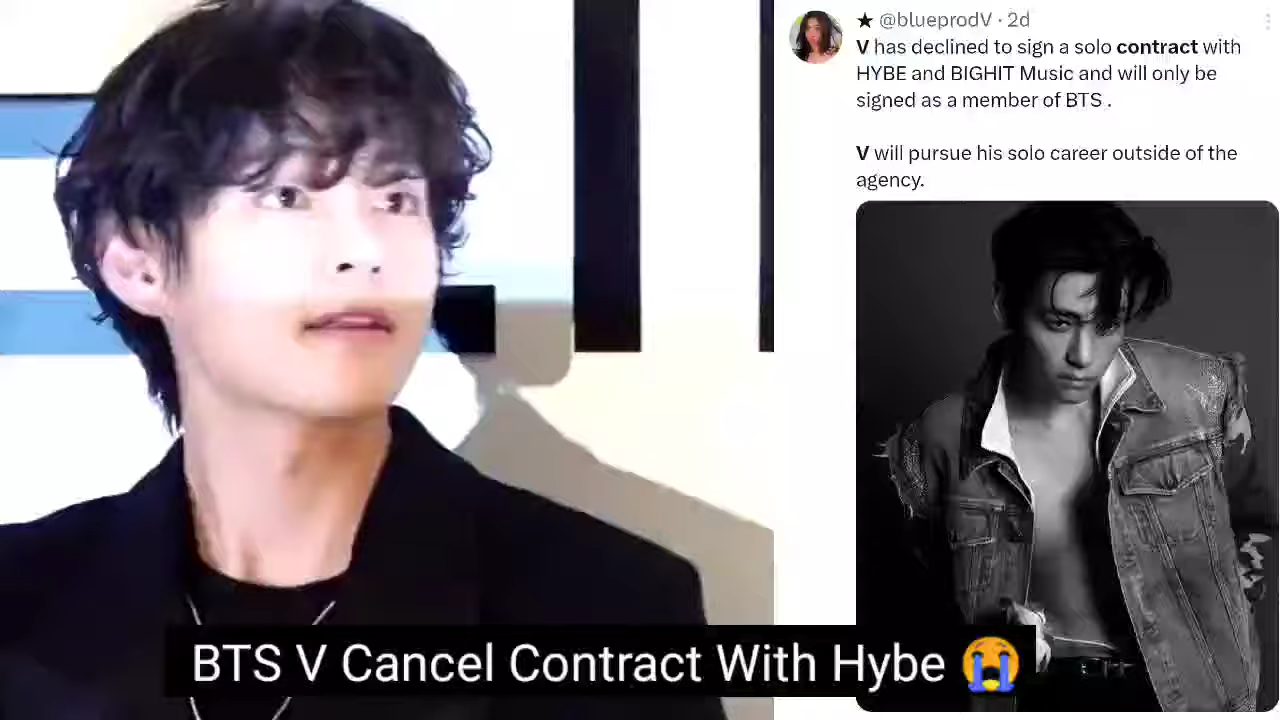 ★ @blueprodV · 2d
V has declined to sign a solo contract with
HYBE and BIGHIT Music and will only be
signed as a member of BTS .
V will pursue his solo career outside of the
agency.
BTS V Cancel Contract With Hybe 😭